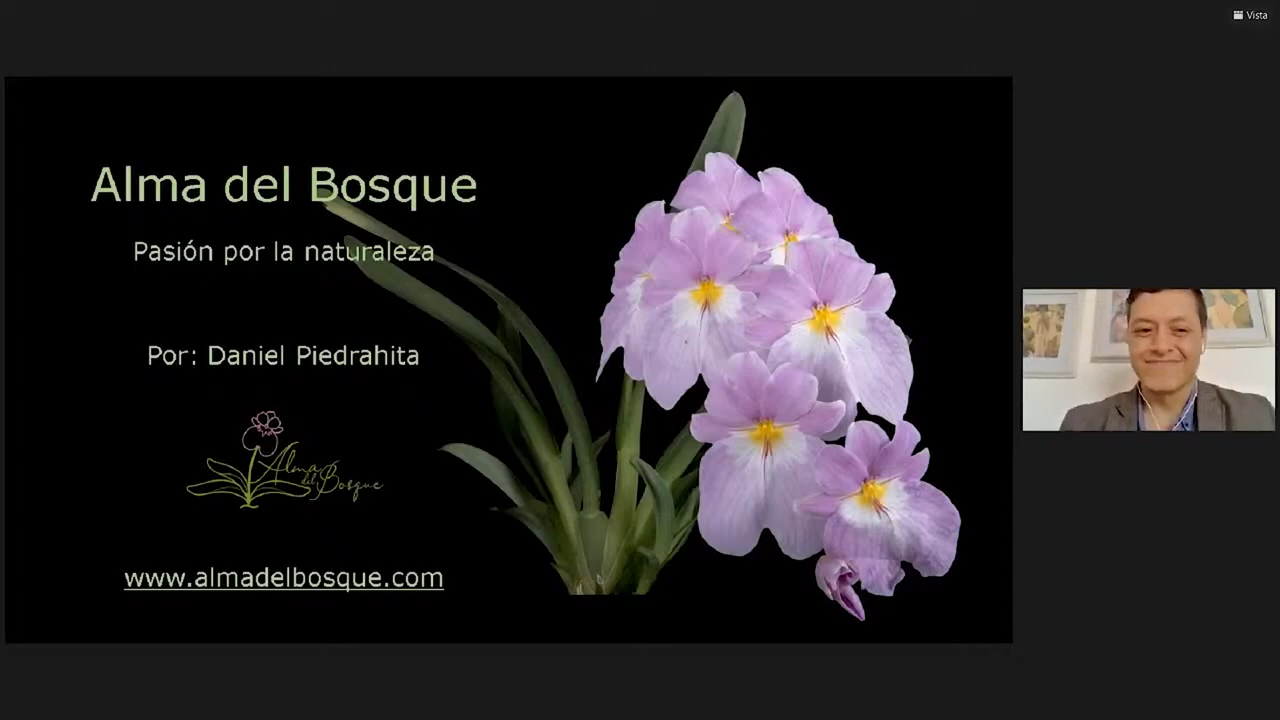 Vista
Alma del Bosque
Pasión por la naturaleza
Por: Daniel Piedrahita
Alma
del Bosque
www.almadelbosque.com